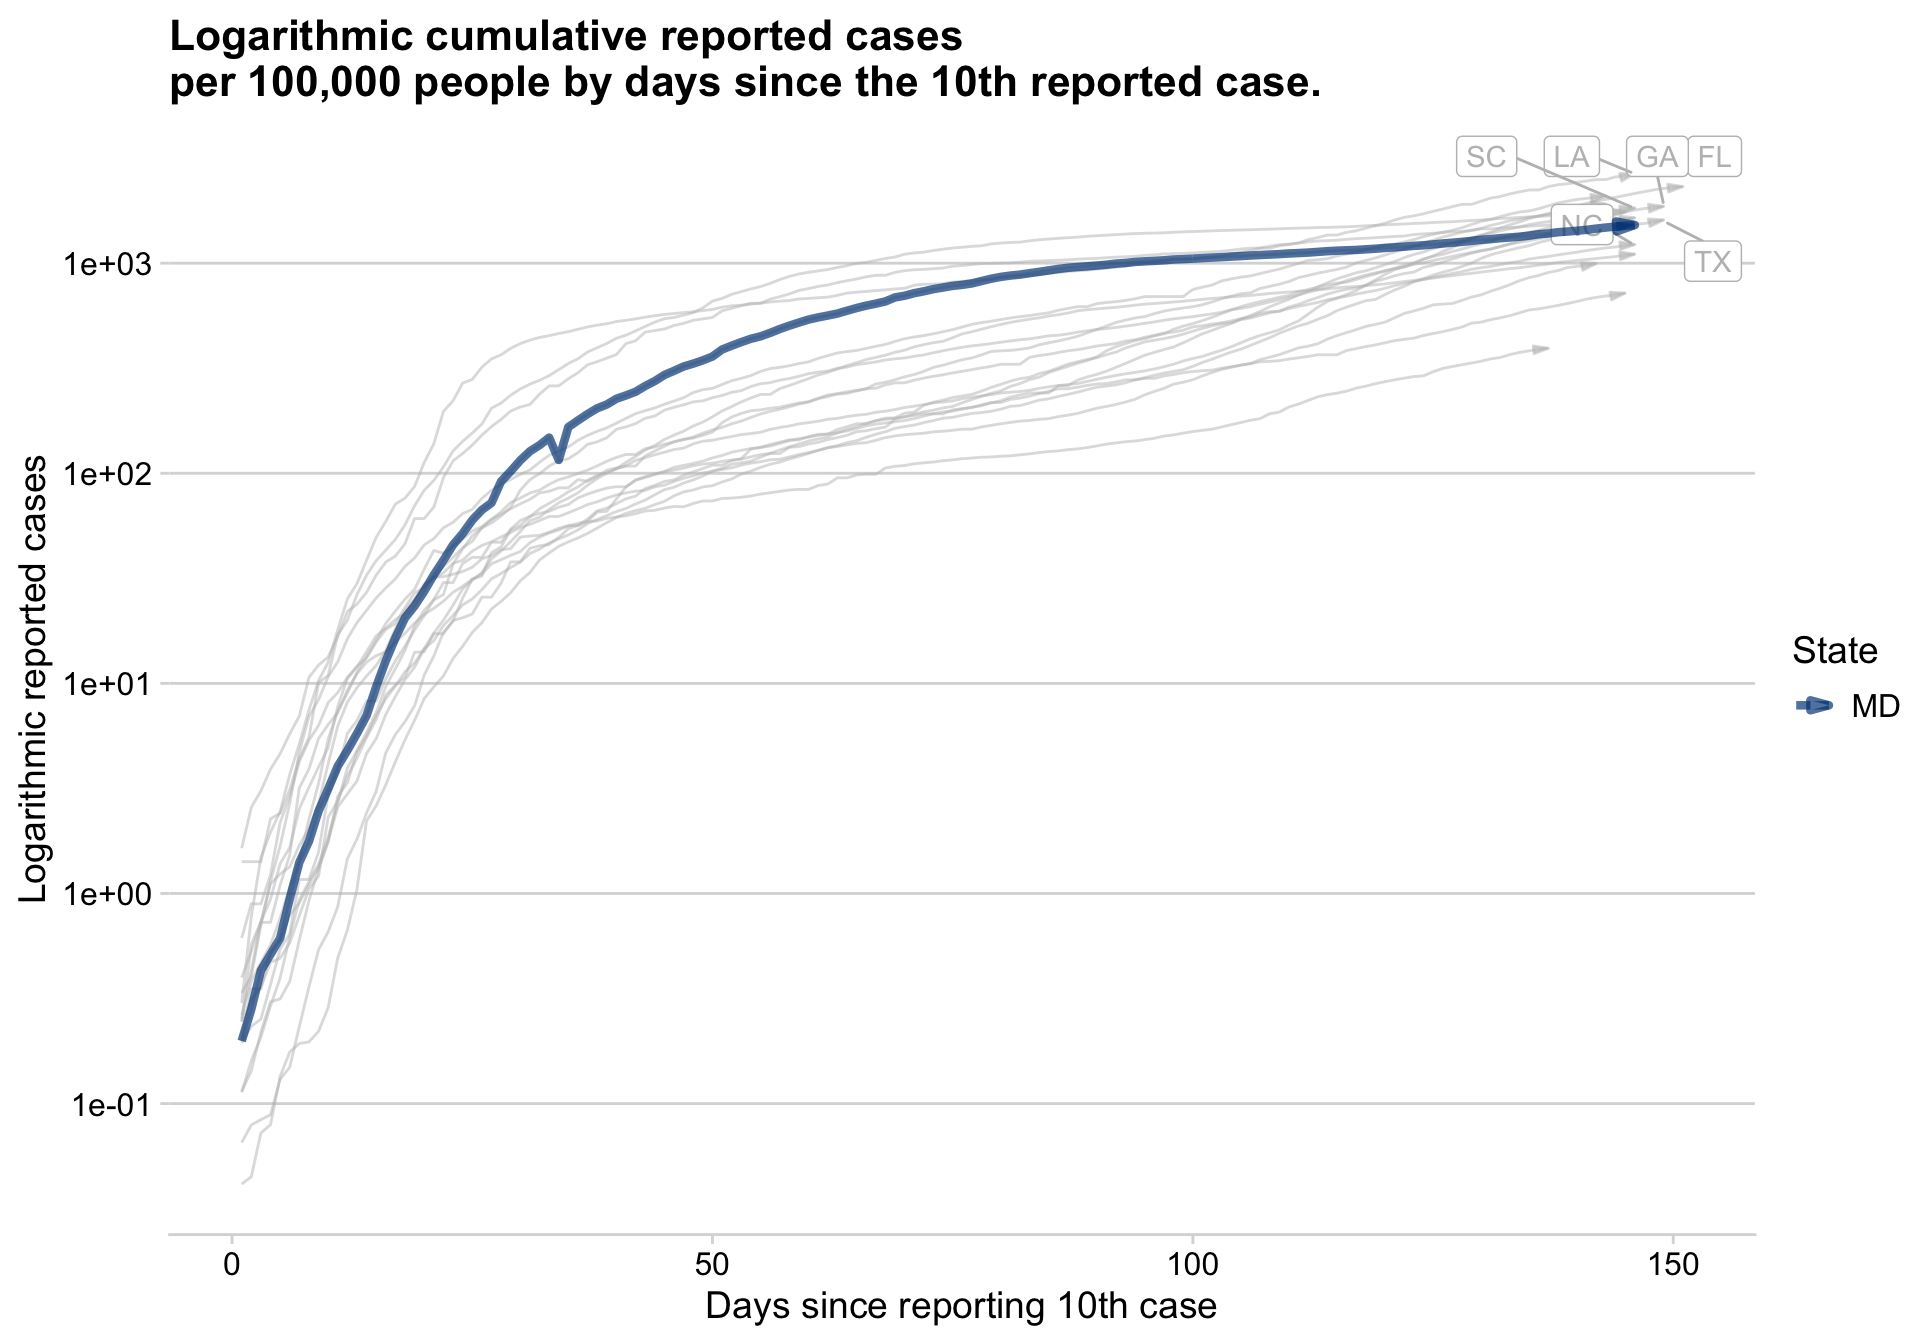 Logarithmic cumulative reported cases
per 100,000 people by days since the 10th reported case.
SC
LA
GA
FL
NC
TX
1e+03
1e+02
1e+01
1e+00
1e-01
Logarithmic reported cases
0
50
100
150
Days since reporting 10th case
State
MD